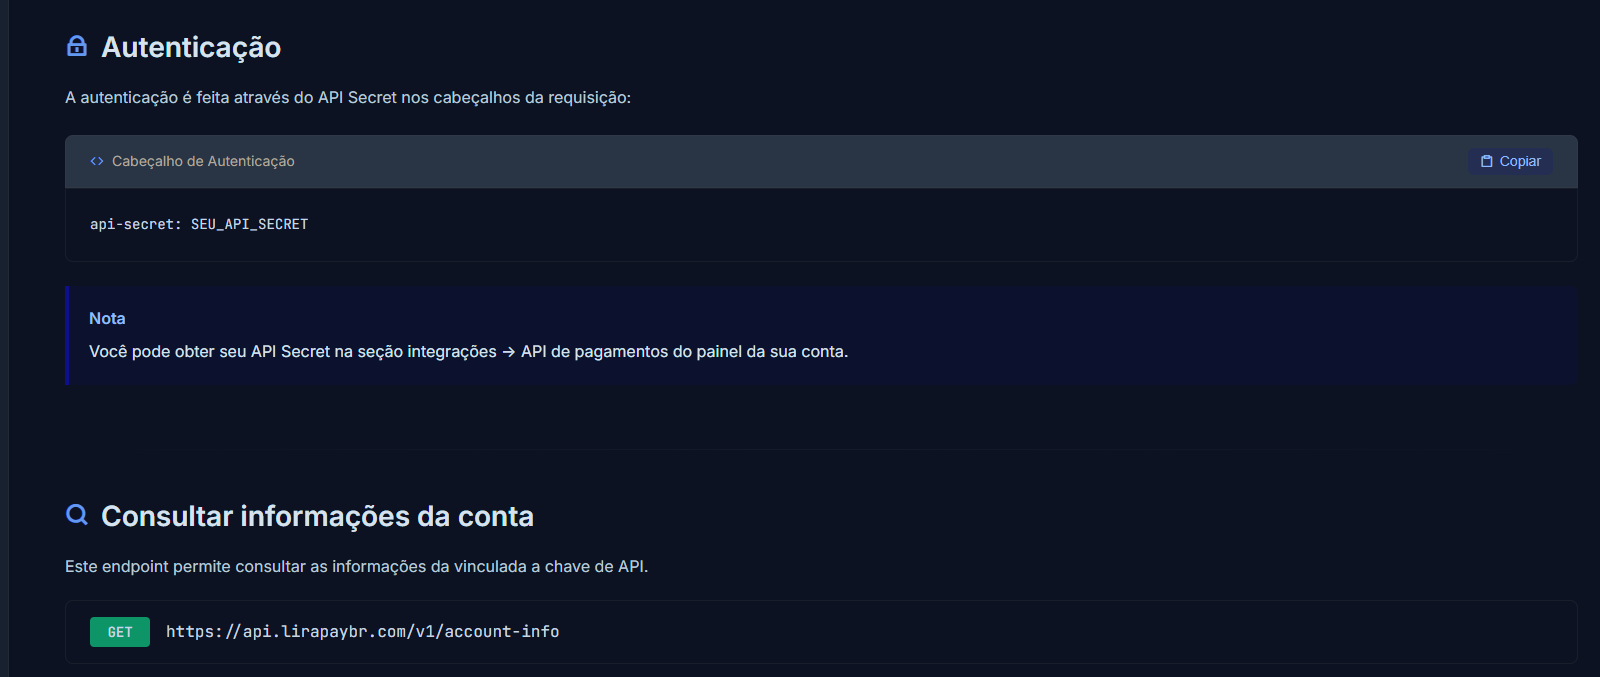 Autenticação
A autenticação é feita através do API Secret nos cabeçalhos da requisição:
<> Cabeçalho de Autenticação
Copiar
api-secret: SEU_API_SECRET
Nota
Você pode obter seu API Secret na seção integrações → API de pagamentos do painel da sua conta.
Consultar informações da conta
Este endpoint permite consultar as informações da vinculada a chave de API.
GET https://api.lirapaybr.com/v1/account-info